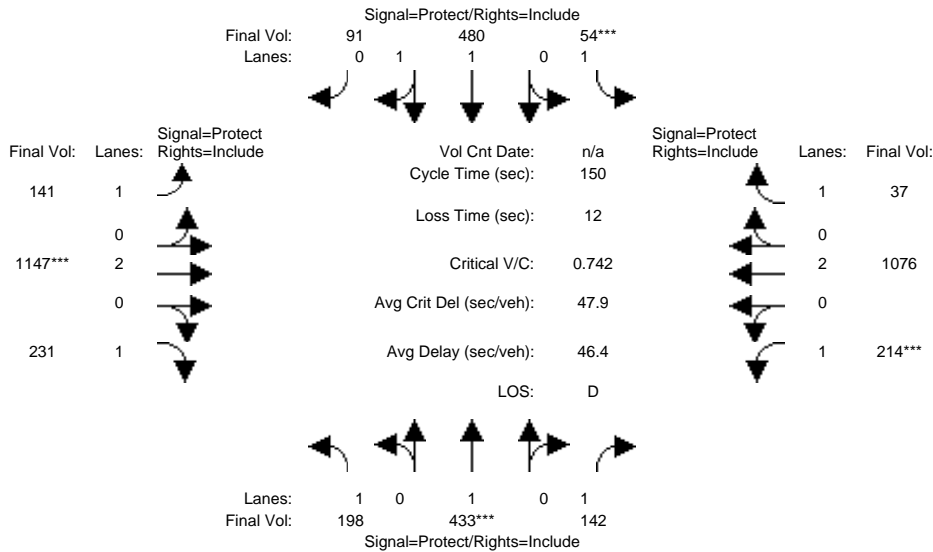 Signal=Protect/Rights=Include
Final Vol: 91 480 54***
Lanes: 0 1 1 0 1
Signal=Protect
Final Vol: Lanes: Rights=Include
Vol Cnt Date: n/a
Signal=Protect
Rights=Include Lanes: Final Vol:
Cycle Time (sec): 150
141 1
1 37
Loss Time (sec): 12
0
0
1147*** 2
Critical V/C: 0.742
2 1076
0
Avg Crit Del (sec/veh): 47.9
0
231 1
Avg Delay (sec/veh): 46.4
1 214***
LOS: D
Lanes: 1 0 1 0 1
Final Vol: 198 433*** 142
Signal=Protect/Rights=Include